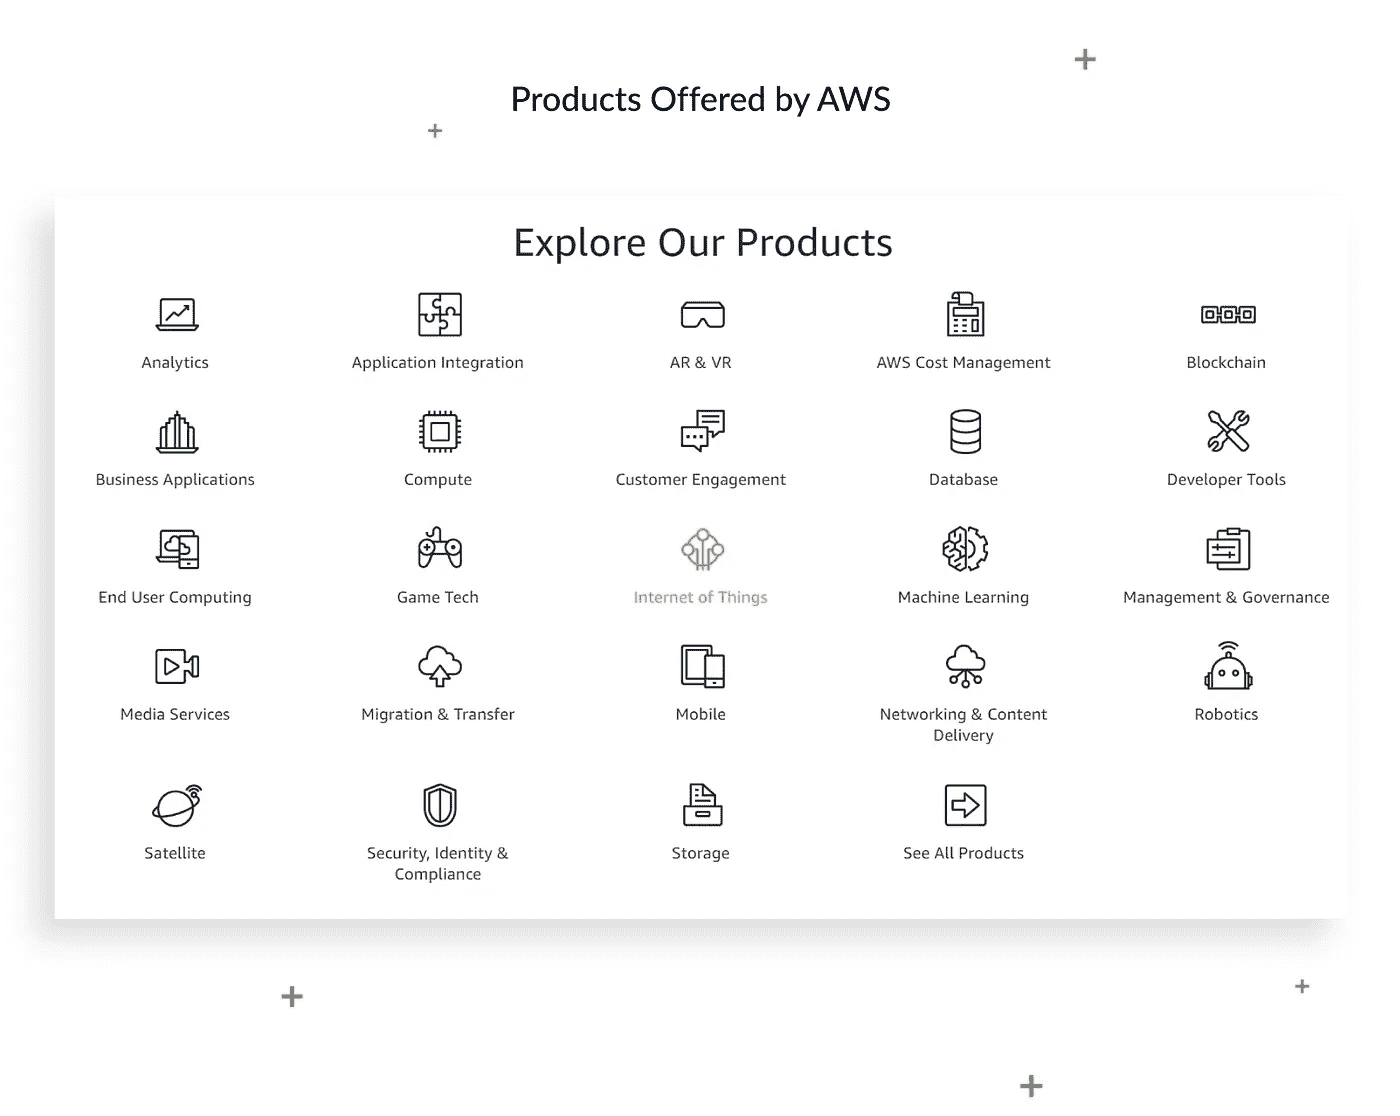 Products Offered by AWS
Explore Our Products
Analytics
Application Integration
AR & VR
AWS Cost Management
Blockchain
Business Applications
Compute
Customer Engagement
Database
Developer Tools
End User Computing
Game Tech
Internet of Things
Machine Learning
Management & Governance
Media Services
Migration & Transfer
Mobile
Networking & Content
Delivery
Robotics
Satellite
Security, Identity &
Compliance
Storage
See All Products